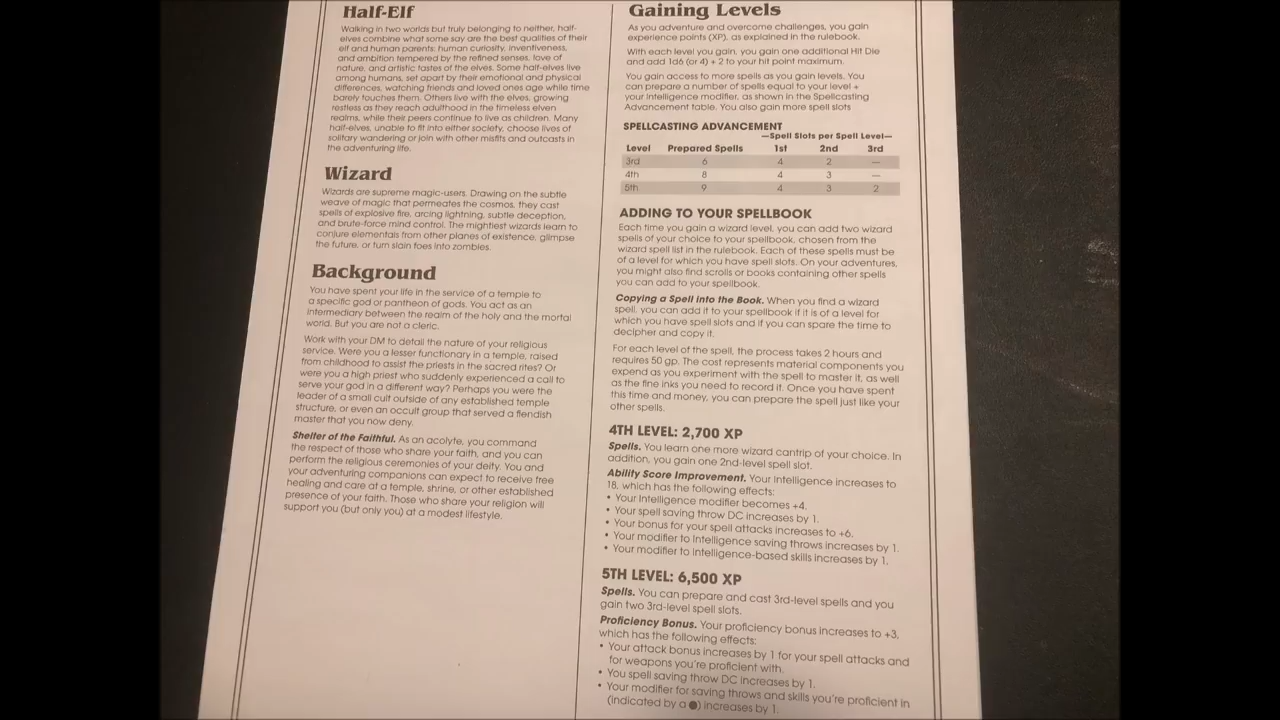 Half-Elf
Walking in two worlds but truly belonging to neither, half-
elves combine what some say are the best qualities of their
elf and human parents: human curiosity, inventiveness,
and ambition tempered by the refined senses, love of
nature, and artistic tastes of the elves. Some half-elves live
among humans, set apart by their emotional and physical
differences, watching friends and loved ones age while time
barely touches them. Others live with the elves, growing
restless as they reach adulthood in the timeless elven
realms, while their peers continue to live as children. Many
half-elves, unable to fit into either society, choose lives of
solitary wandering or join with other misfits and outcasts in
the adventuring life.
Wizard
Wizards are supreme magic-users. Drawing on the subtle
weave of magic that permeates the cosmos, they cast
spells of explosive fire, arcing lightning, subtle deception,
and brute-force mind control. The mightiest wizards learn to
conjure elementals from other planes of existence, glimpse
the future, or turn slain foes into zombies.
Background
You have spent your life in the service of a temple to
a specific god or pantheon of gods. You act as an
intermediary between the realm of the holy and the mortal
world. But you are not a cleric.
Work with your DM to detail the nature of your religious
service. Were you a lesser functionary in a temple, raised
from childhood to assist the priests in the sacred rites? Or
were you a high priest who suddenly experienced a call to
serve your god in a different way? Perhaps you were the
leader of a small cult outside of any established temple
structure, or even an occult group that served a fiendish
master that you now deny.
Shelter of the Faithful. As an acolyte, you command
the respect of those who share your faith, and you can
perform the religious ceremonies of your deity. You and
your adventuring companions can expect to receive free
healing and care at a temple, shrine, or other established
presence of your faith. Those who share your religion will
support you (but only you) at a modest lifestyle.
Gaining Levels
As you adventure and overcome challenges, you gain
experience points (XP), as explained in the rulebook.
With each level you gain, you gain one additional Hit Die
and add 1d6 (or 4) + 2 to your hit point maximum.
You gain access to more spells as you gain levels. You
can prepare a number of spells equal to your level +
your Intelligence modifier, as shown in the Spellcasting
Advancement table. You also gain more spell slots
SPELLCASTING ADVANCEMENT
—Spell Slots per Spell Level—
Level Prepared Spells 1st 2nd 3rd
3rd 6 4 2 —
4th 8 4 3 —
5th 9 4 3 2
ADDING TO YOUR SPELLBOOK
Each time you gain a wizard level, you can add two wizard
spells of your choice to your spellbook, chosen from the
wizard spell list in the rulebook. Each of these spells must be
of a level for which you have spell slots. On your adventures,
you might also find scrolls or books containing other spells
you can add to your spellbook.
Copying a Spell into the Book. When you find a wizard
spell, you can add it to your spellbook if it is of a level for
which you have spell slots and if you can spare the time to
decipher and copy it.
For each level of the spell, the process takes 2 hours and
requires 50 gp. The cost represents material components you
expend as you experiment with the spell to master it, as well
as the fine inks you need to record it. Once you have spent
this time and money, you can prepare the spell just like your
other spells.
4TH LEVEL: 2,700 XP
Spells. You learn one more wizard cantrip of your choice. In
addition, you gain one 2nd-level spell slot.
Ability Score Improvement. Your Intelligence increases to
18, which has the following effects:
• Your Intelligence modifier becomes +4.
• Your spell saving throw DC increases by 1.
• Your bonus for your spell attacks increases to +6.
• Your modifier to Intelligence saving throws increases by 1.
• Your modifier to Intelligence-based skills increases by 1.
5TH LEVEL: 6,500 XP
Spells. You can prepare and cast 3rd-level spells and you
gain two 3rd-level spell slots.
Proficiency Bonus. Your proficiency bonus increases to +3,
which has the following effects:
• Your attack bonus increases by 1 for your spell attacks and
for weapons you're proficient with.
• You spell saving throw DC increases by 1.
• Your modifier for saving throws and skills you're proficient in
(indicated by a ●) increases by 1.